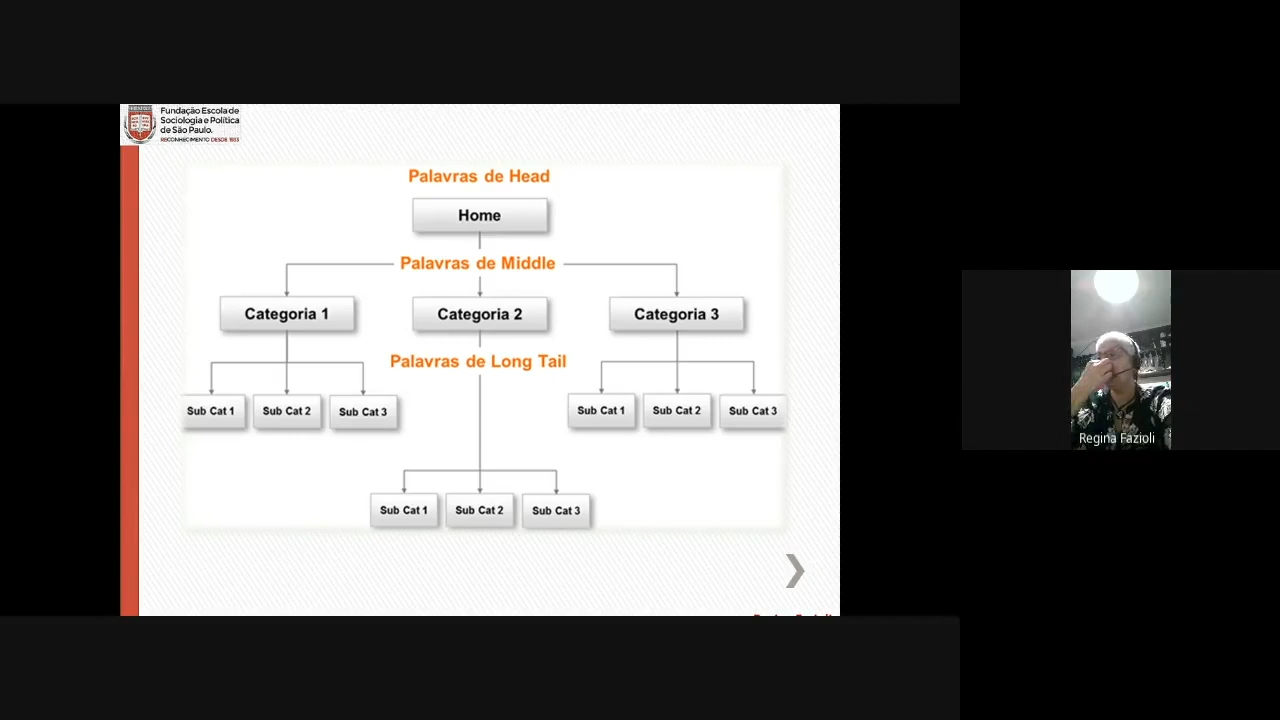 Fundação Escola de
Sociologia e Política
de São Paulo.
RECONHECIMENTO DESDE 1933
Palavras de Head
Home
Palavras de Middle
Categoria 1
Categoria 2
Categoria 3
Palavras de Long Tail
Sub Cat 1
Sub Cat 2
Sub Cat 3
Sub Cat 1
Sub Cat 2
Sub Cat 3
Sub Cat 1
Sub Cat 2
Sub Cat 3
Regina Fazioli